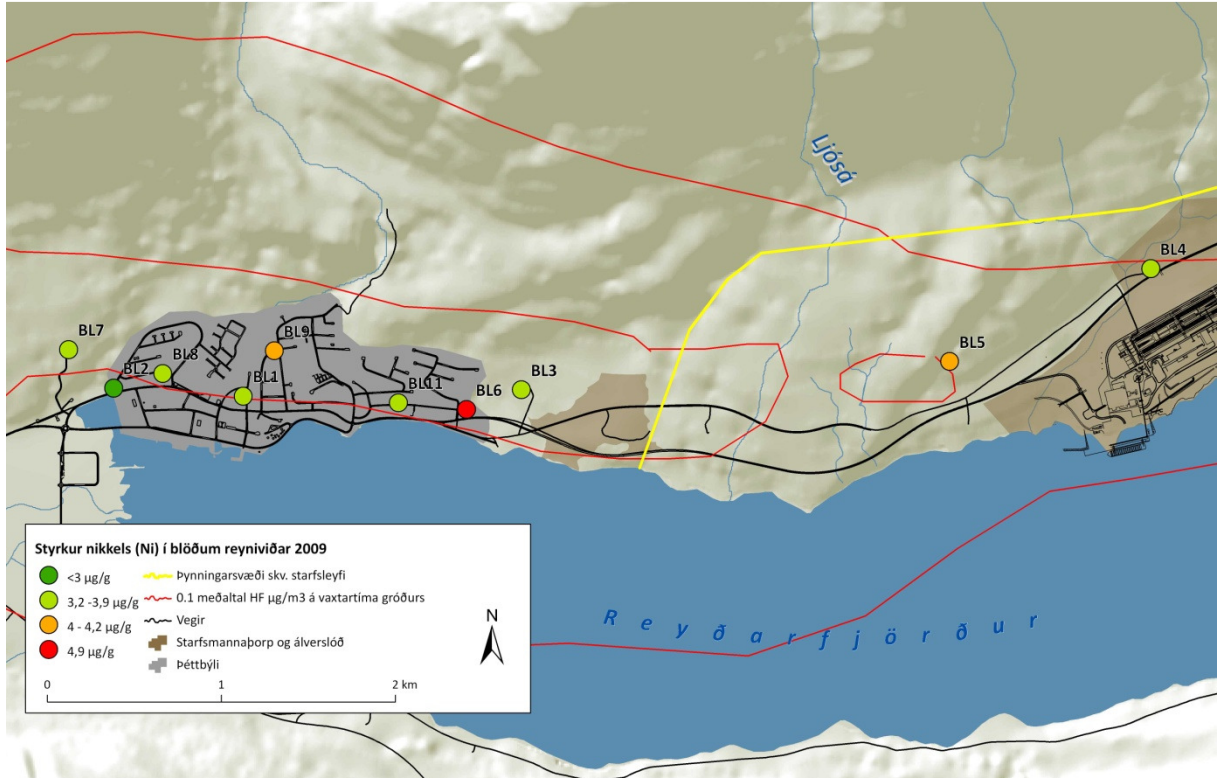 Ljósá
BL4
BL7
BL9
BL5
BL2
BL8
BL1
BL11
BL6
BL3
Styrkur nikkels (Ni) í blöðum reyniviðar 2009
<3 µg/g
3,2 -3,9 µg/g
4 - 4,2 µg/g
4,9 µg/g
Þynningarsvæði skv. starfsleyfi
0.1 meðaltal HF µg/m3 á vaxtartíma gróðurs
Vegir
Starfsmannaþorp og álverslóð
Þéttbýli
N
0 1 2 km
Reyðarfjörður